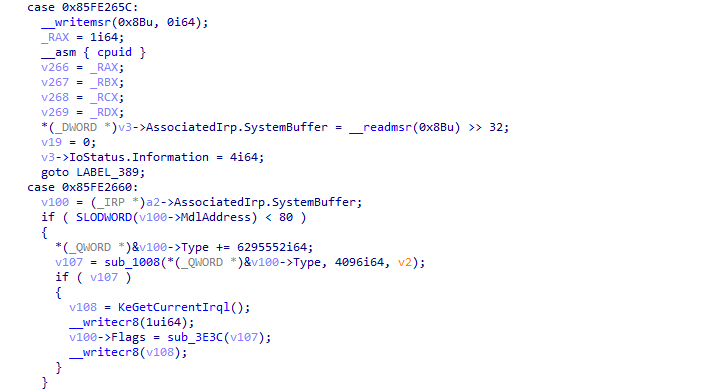 case 0x85FE265C:
__writemsr(0x8Bu, 0i64);
_RAX = 1i64;
__asm { cpuid }
v266 = _RAX;
v267 = _RBX;
v268 = _RCX;
v269 = _RDX;
*(_DWORD *)v3->AssociatedIrp.SystemBuffer = __readmsr(0x8Bu) >> 32;
v19 = 0;
v3->IoStatus.Information = 4i64;
goto LABEL_389;
case 0x85FE2660:
v100 = (_IRP *)a2->AssociatedIrp.SystemBuffer;
if ( SLODWORD(v100->MdlAddress) < 80 )
{
*(_QWORD *)&v100->Type += 6295552i64;
v107 = sub_1008(*(_QWORD *)&v100->Type, 4096i64, v2);
if ( v107 )
{
v108 = KeGetCurrentIrql();
__writecr8(1ui64);
v100->Flags = sub_3E3C(v107);
__writecr8(v108);
}
}